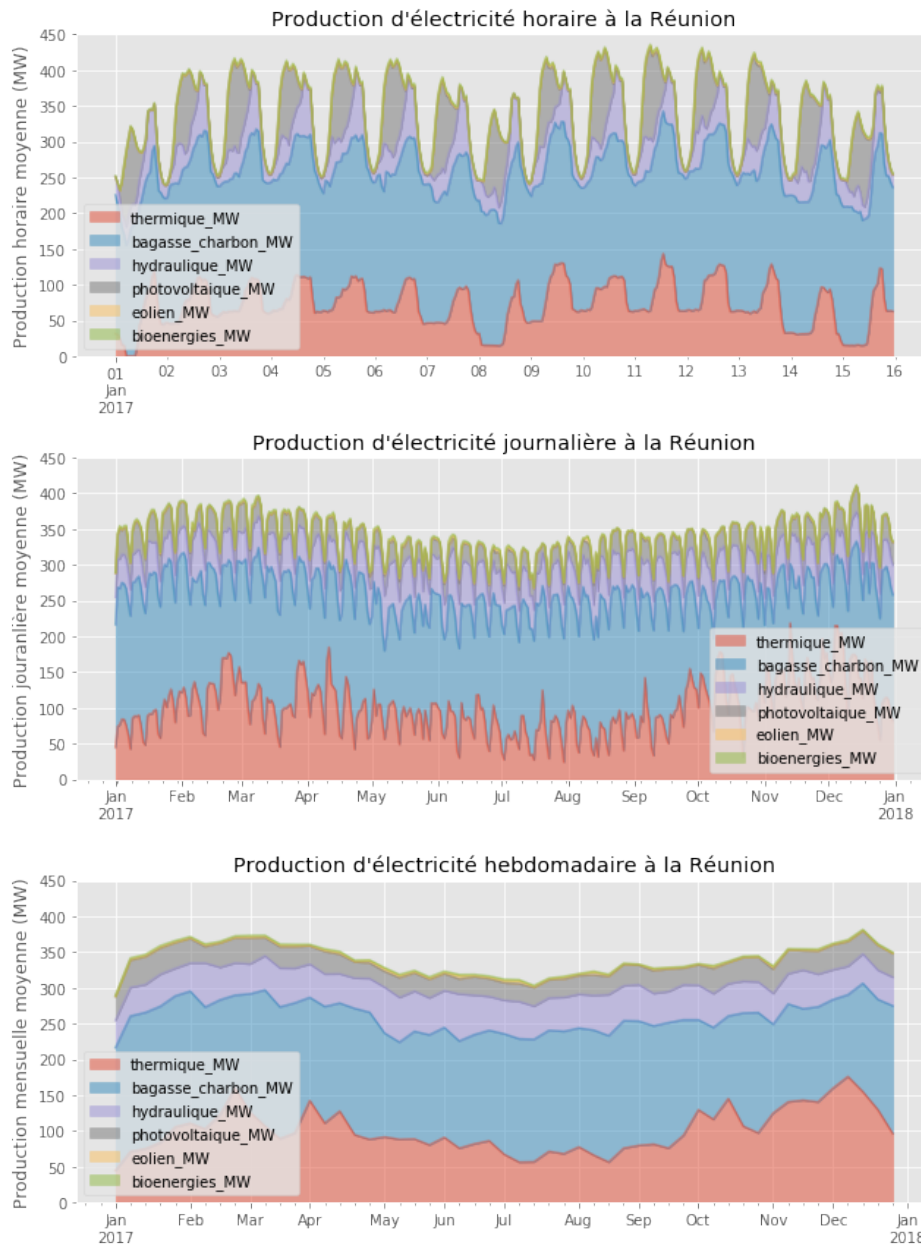 Production d'électricité horaire à la Réunion
Production horaire moyenne (MW)
450
400
350
300
250
200
150
100
50
0
thermique_MW
bagasse_charbon_MW
hydraulique_MW
photovoltaique_MW
eolien_MW
bioenergies_MW
01 02 03 04 05 06 07 08 09 10 11 12 13 14 15 16
Jan
2017
Production d'électricité journalière à la Réunion
Production jouranlière moyenne (MW)
450
400
350
300
250
200
150
100
50
0
thermique_MW
bagasse_charbon_MW
hydraulique_MW
photovoltaique_MW
eolien_MW
bioenergies_MW
Jan Feb Mar Apr May Jun Jul Aug Sep Oct Nov Dec Jan
2017 2018
Production d'électricité hebdomadaire à la Réunion
Production mensuelle moyenne (MW)
450
400
350
300
250
200
150
100
50
0
thermique_MW
bagasse_charbon_MW
hydraulique_MW
photovoltaique_MW
eolien_MW
bioenergies_MW
Jan Feb Mar Apr May Jun Jul Aug Sep Oct Nov Dec Jan
2017 2018